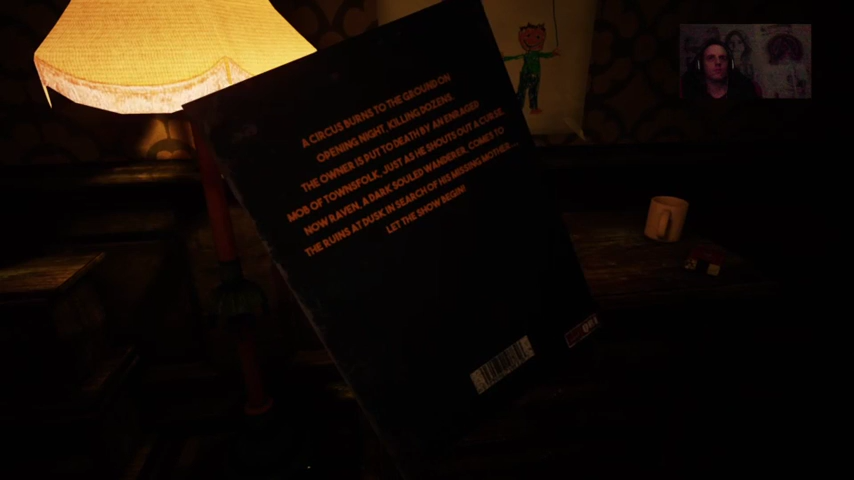 A CIRCUS BURNS TO THE GROUND ON
OPENING NIGHT, KILLING DOZENS.
THE OWNER IS PUT TO DEATH BY AN ENRAGED
MOB OF TOWNSFOLK, JUST AS HE SHOUTS OUT A CURSE.
NOW RAVEN, A DARK SOULED WANDERER, COMES TO
THE RUINS AT DUSK IN SEARCH OF HIS MISSING MOTHER...
LET THE SHOW BEGIN!